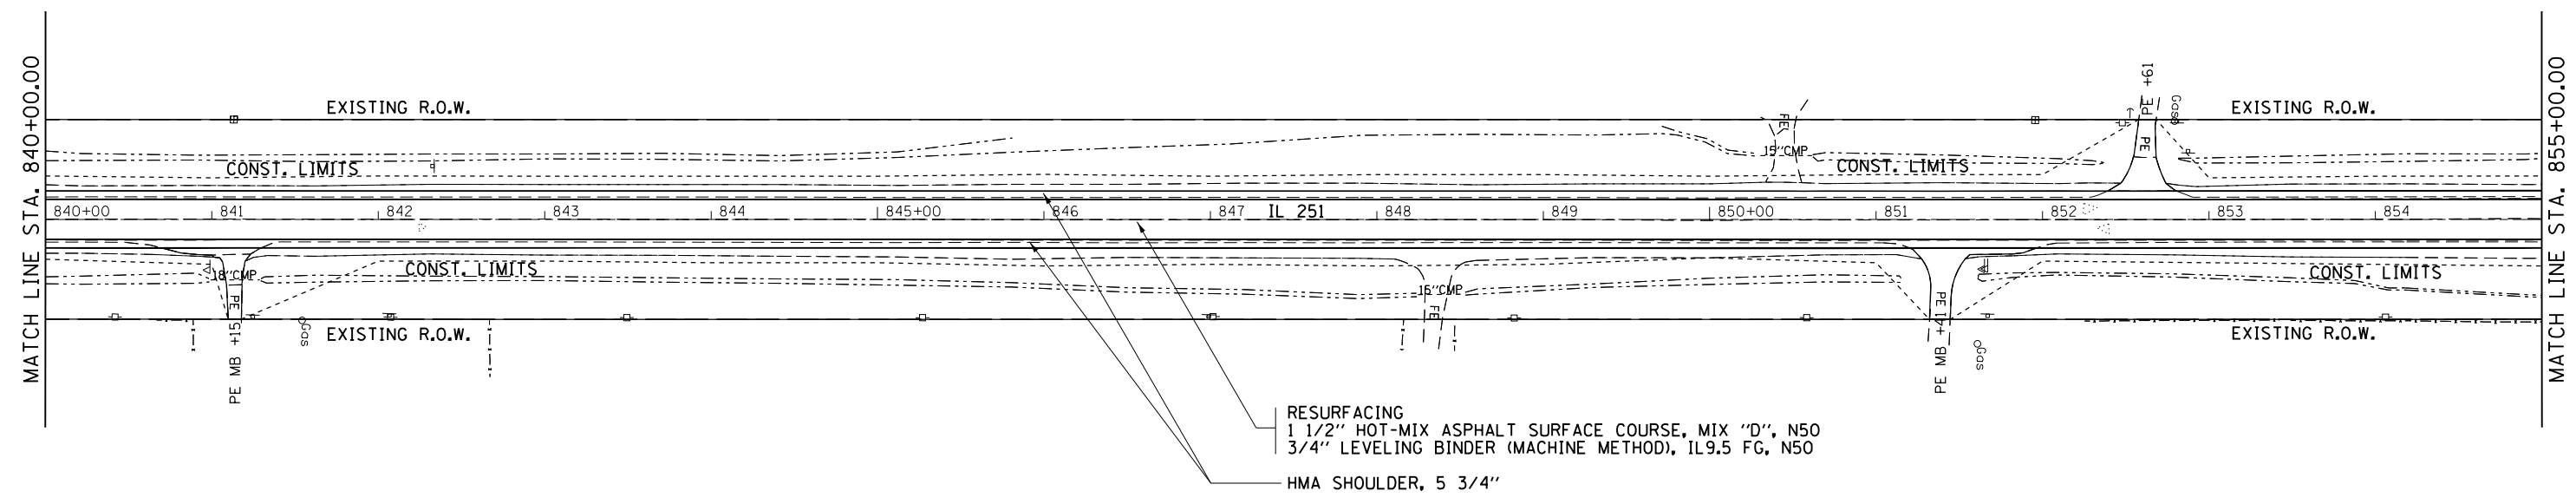 MATCH LINE STA. 840+00.00
EXISTING R.O.W.
CONST. LIMITS
15"CMP
FE
CONST. LIMITS
PE +61
PE
Gas
EXISTING R.O.W.
840+00 841 842 843 844 845+00 846 847 IL 251 848 849 850+00 851 852 853 854
18"CMP
PE
PE MB +15
Gas
CONST. LIMITS
EXISTING R.O.W.
15"CMP
FE
PE
PE MB +41
Gas
CONST. LIMITS
EXISTING R.O.W.
MATCH LINE STA. 855+00.00
RESURFACING
1 1/2" HOT-MIX ASPHALT SURFACE COURSE, MIX "D", N50
3/4" LEVELING BINDER (MACHINE METHOD), IL9.5 FG, N50
HMA SHOULDER, 5 3/4"